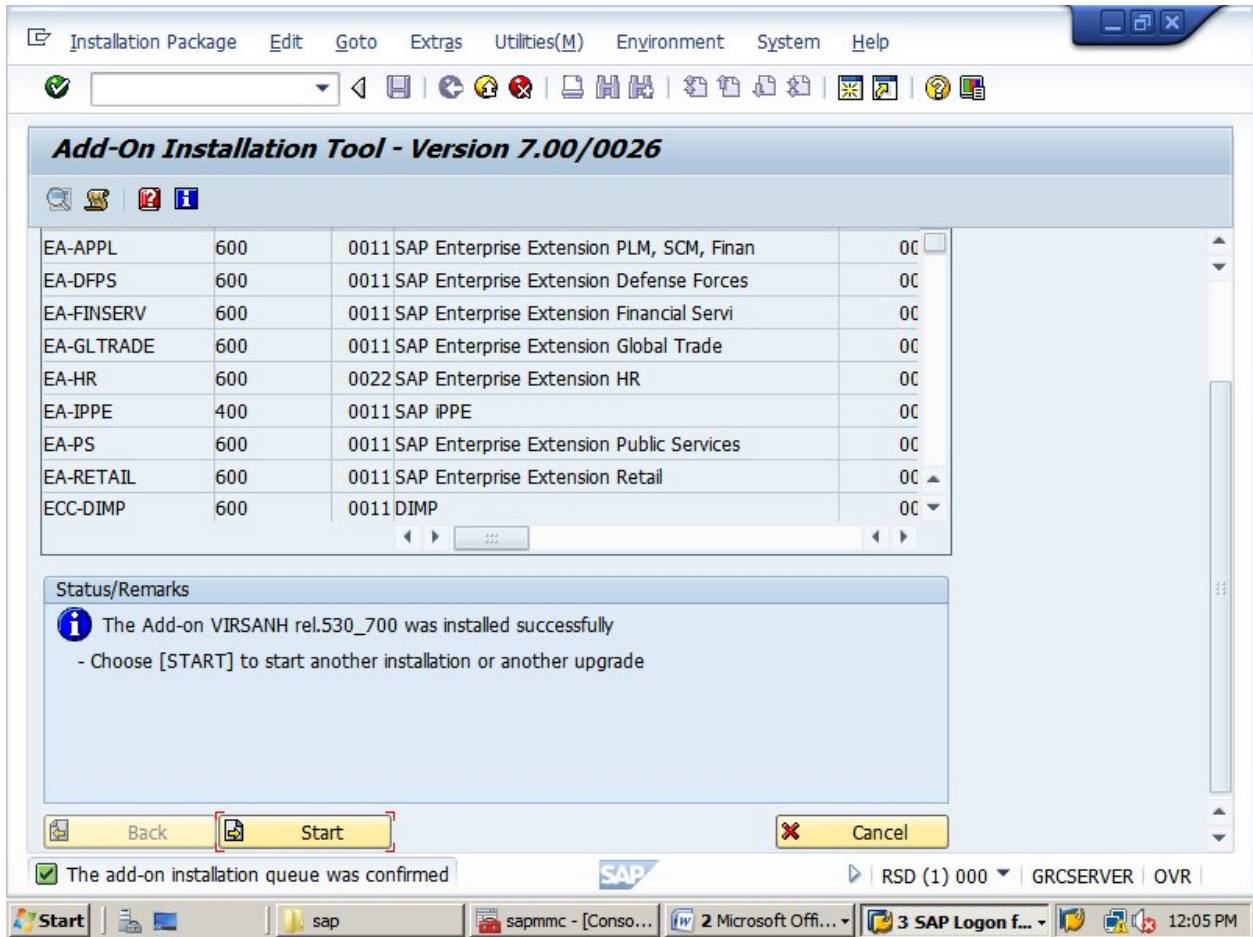 Installation Package Edit Goto Extras Utilities(M) Environment System Help
Add-On Installation Tool - Version 7.00/0026
EA-APPL 600 0011 SAP Enterprise Extension PLM, SCM, Finan 00
EA-DFPS 600 0011 SAP Enterprise Extension Defense Forces 00
EA-FINSERV 600 0011 SAP Enterprise Extension Financial Servi 00
EA-GLTRADE 600 0011 SAP Enterprise Extension Global Trade 00
EA-HR 600 0022 SAP Enterprise Extension HR 00
EA-IPPE 400 0011 SAP iPPE 00
EA-PS 600 0011 SAP Enterprise Extension Public Services 00
EA-RETAIL 600 0011 SAP Enterprise Extension Retail 00
ECC-DIMP 600 0011 DIMP 00
Status/Remarks
The Add-on VIRSANH rel.530_700 was installed successfully
- Choose [START] to start another installation or another upgrade
Back Start Cancel
The add-on installation queue was confirmed SAP RSD (1) 000 GRCSERVER OVR
Start sap sapmmc - [Conso... 2 Microsoft Offi... 3 SAP Logon f... 12:05 PM